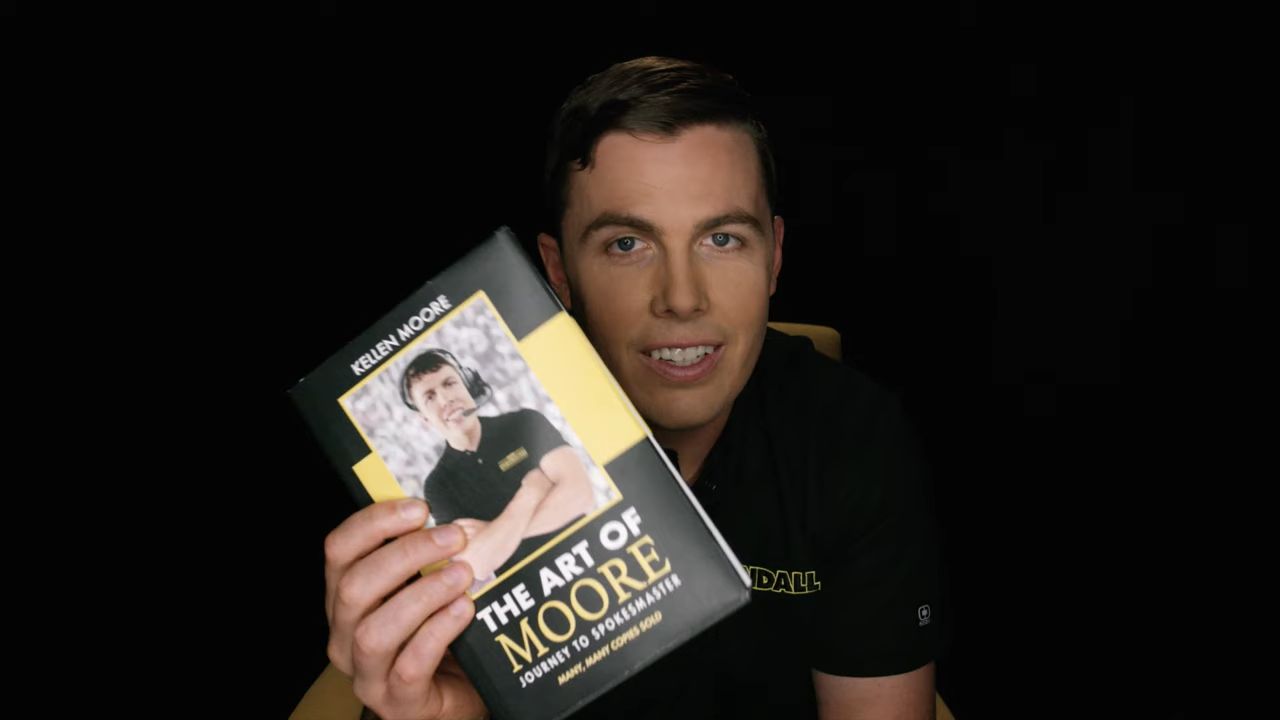 KELLEN MOORE
THE ART OF
MOORE
JOURNEY TO SPOKESMASTER
MANY, MANY COPIES SOLD
NDALL